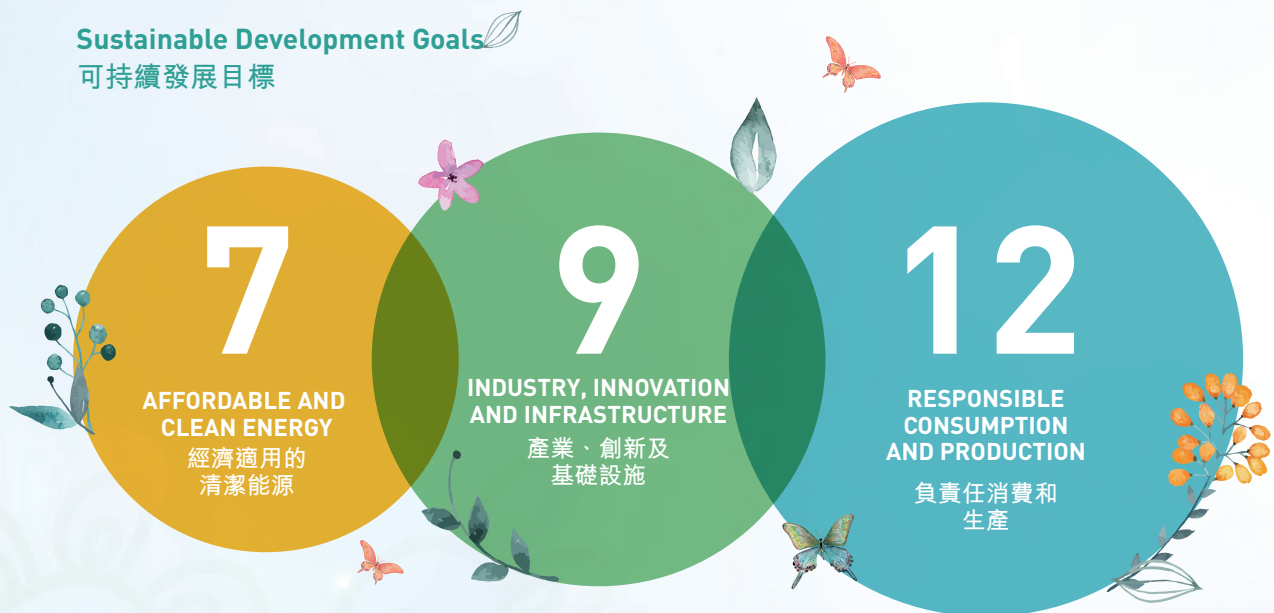 Sustainable Development Goals
可持續發展目標
7
AFFORDABLE AND
CLEAN ENERGY
經濟適用的
清潔能源
9
INDUSTRY, INNOVATION
AND INFRASTRUCTURE
產業、創新及
基礎設施
12
RESPONSIBLE
CONSUMPTION
AND PRODUCTION
負責任消費和
生產